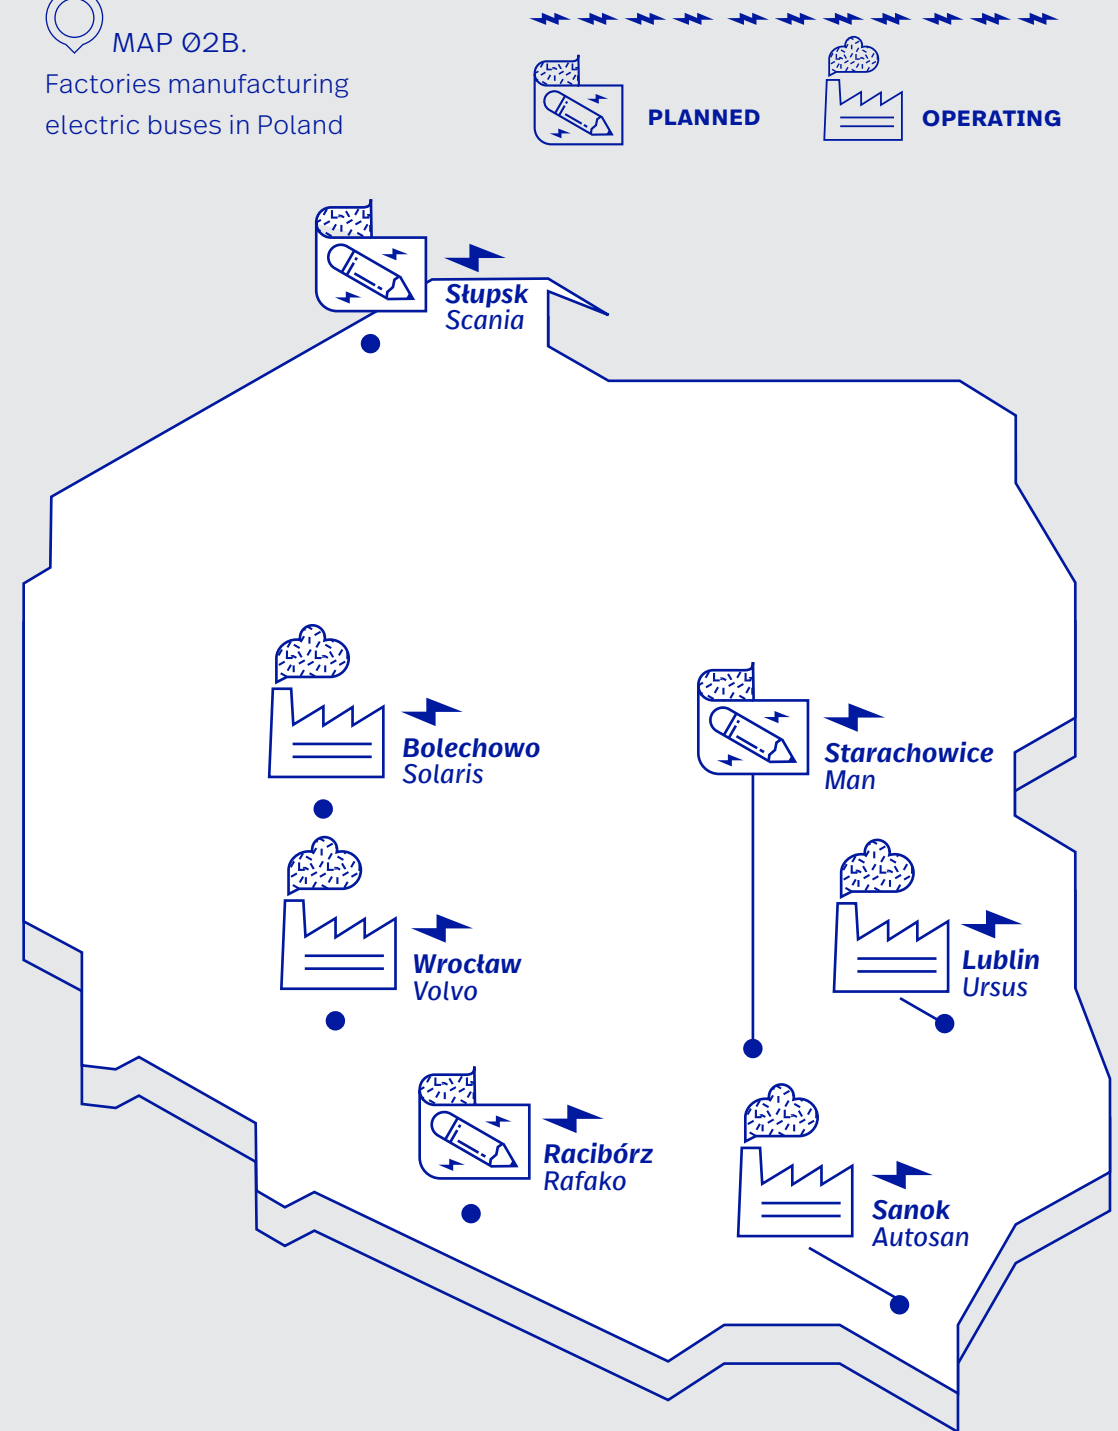 MAP Ø2B.
Factories manufacturing
electric buses in Poland
PLANNED
OPERATING
Słupsk
Scania
Bolechowo
Solaris
Starachowice
Man
Wrocław
Volvo
Lublin
Ursus
Racibórz
Rafako
Sanok
Autosan